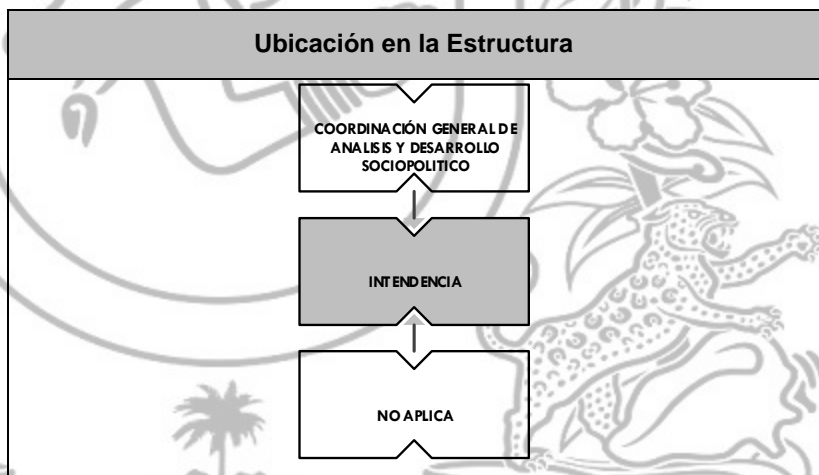 Ubicación en la Estructura
COORDINACIÓN GENERAL DE
ANALISIS Y DESARROLLO
SOCIOPOLITICO
INTENDENCIA
NO APLICA